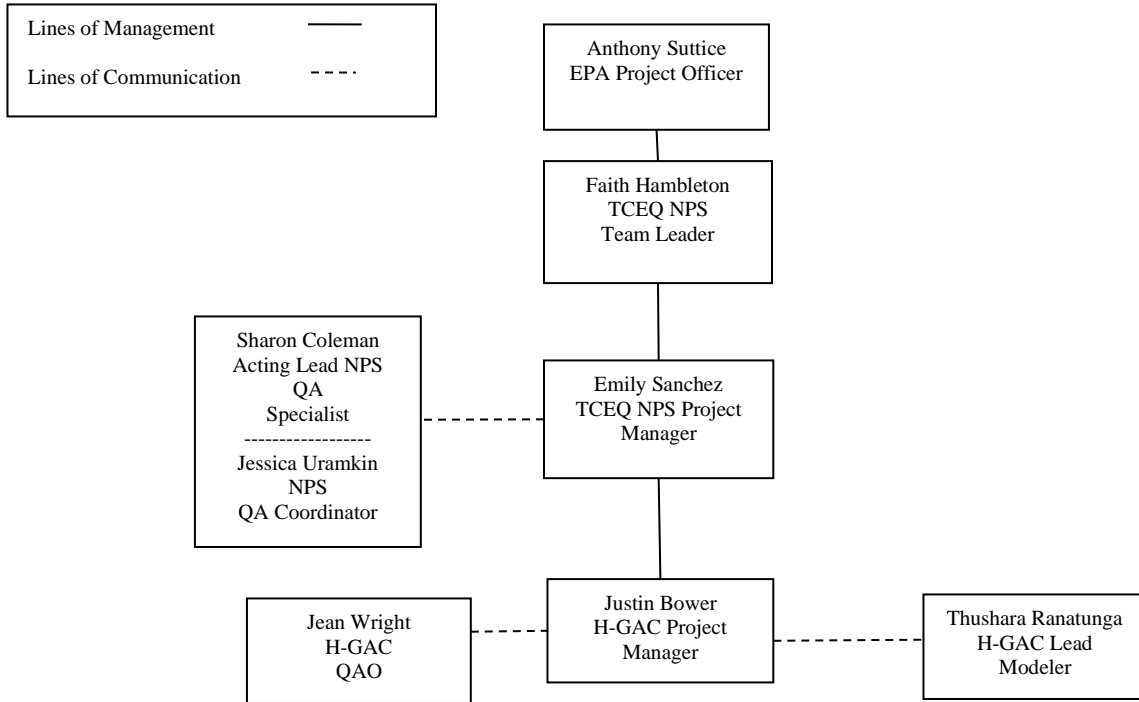 Lines of Management
Lines of Communication
Anthony Suttice
EPA Project Officer
Faith Hambleton
TCEQ NPS
Team Leader
Sharon Coleman
Acting Lead NPS
QA
Specialist
------------------
Jessica Uramkin
NPS
QA Coordinator
Emily Sanchez
TCEQ NPS Project
Manager
Jean Wright
H-GAC
QAO
Justin Bower
H-GAC Project
Manager
Thushara Ranatunga
H-GAC Lead
Modeler